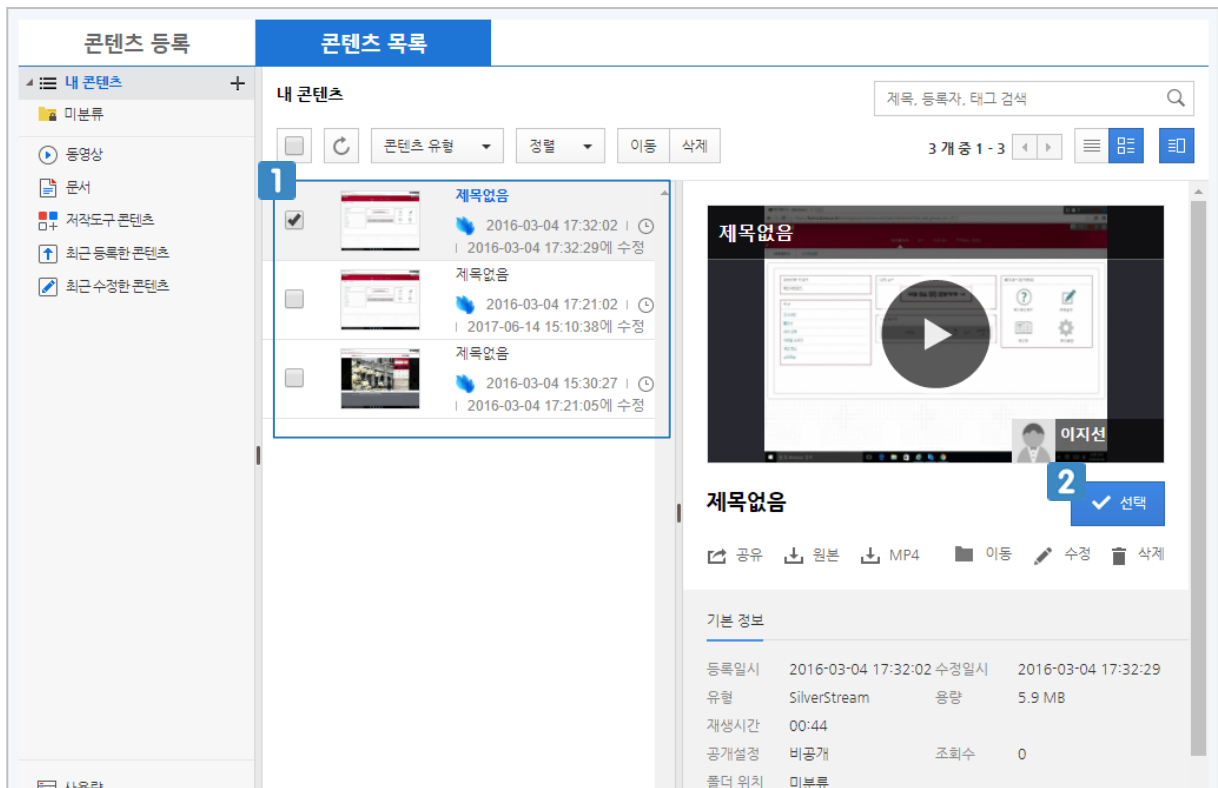 콘텐츠 등록
콘텐츠 목록
내 콘텐츠
미분류
동영상
문서
저작도구 콘텐츠
최근 등록한 콘텐츠
최근 수정한 콘텐츠
내 콘텐츠
제목, 등록자, 태그 검색
콘텐츠 유형
정렬
이동
삭제
3 개 중 1 - 3
1
제목없음
2016-03-04 17:32:02
2016-03-04 17:32:29에 수정
제목없음
2016-03-04 17:21:02
2017-06-14 15:10:38에 수정
제목없음
2016-03-04 15:30:27
2016-03-04 17:21:05에 수정
제목없음
이지선
제목없음
2
선택
공유 원본 MP4 이동 수정 삭제
기본 정보
등록일시 2016-03-04 17:32:02 수정일시 2016-03-04 17:32:29
유형 SilverStream 용량 5.9 MB
재생시간 00:44
공개설정 비공개 조회수 0
폴더 위치 미분류
사용량